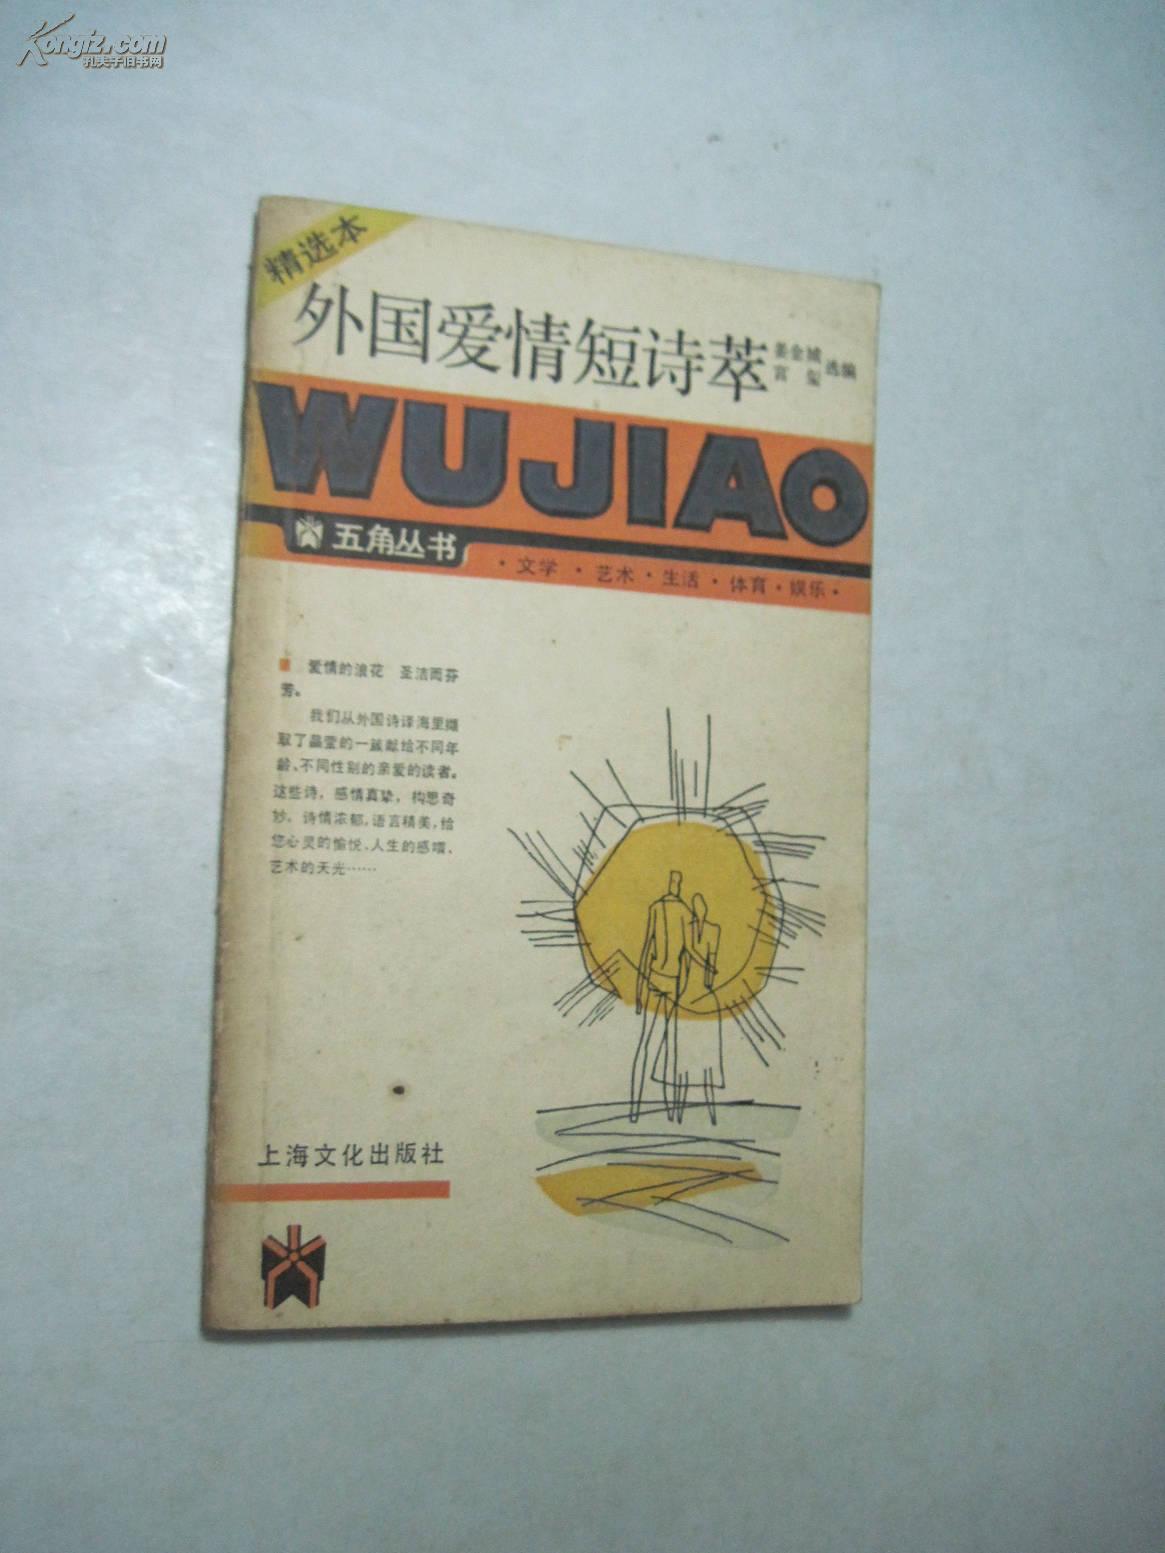 Kongfz.com
孔夫子旧书网
精选本
外国爱情短诗萃
姜金城
宫玺
选编
WUJIAO
五角丛书
·文学·艺术·生活·体育·娱乐·
爱情的浪花 圣洁而芬
芳。
我们从外国诗译海里撷
取了晶莹的一簇献给不同年
龄、不同性别的亲爱的读者。
这些诗，感情真挚，构思奇
妙，诗情浓郁，语言精美，给
您心灵的愉悦、人生的感喟、
艺术的天光……
上海文化出版社